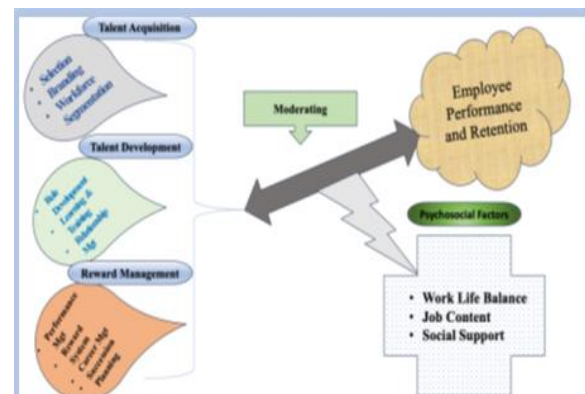 Talent Acquisition
• Selection
• Branding
• Workforce
Segmentation
Moderating
Employee
Performance
and Retention
Talent Development
• Role
Development
• Learning &
Training
• Relationship
Mgt
Psychosocial Factors
• Work Life Balance
• Job Content
• Social Support
Reward Management
• Performance
Mgt
• Reward
System
• Career Mgt
• Succession
Planning